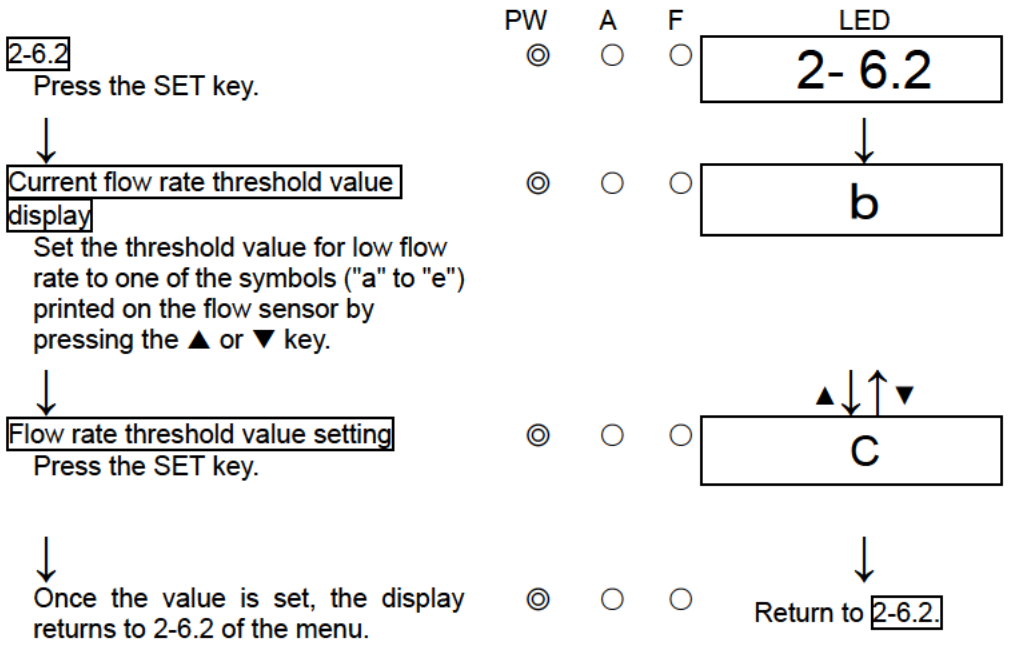 PW A F LED
2-6.2 ◎ ○ ○ 2- 6.2
Press the SET key.
↓ ↓
Current flow rate threshold value ◎ ○ ○ b
display
Set the threshold value for low flow
rate to one of the symbols ("a" to "e")
printed on the flow sensor by
pressing the ▲ or ▼ key.
↓ ▲↓↑▼
Flow rate threshold value setting ◎ ○ ○ C
Press the SET key.
↓ ↓
Once the value is set, the display ◎ ○ ○ Return to 2-6.2.
returns to 2-6.2 of the menu.